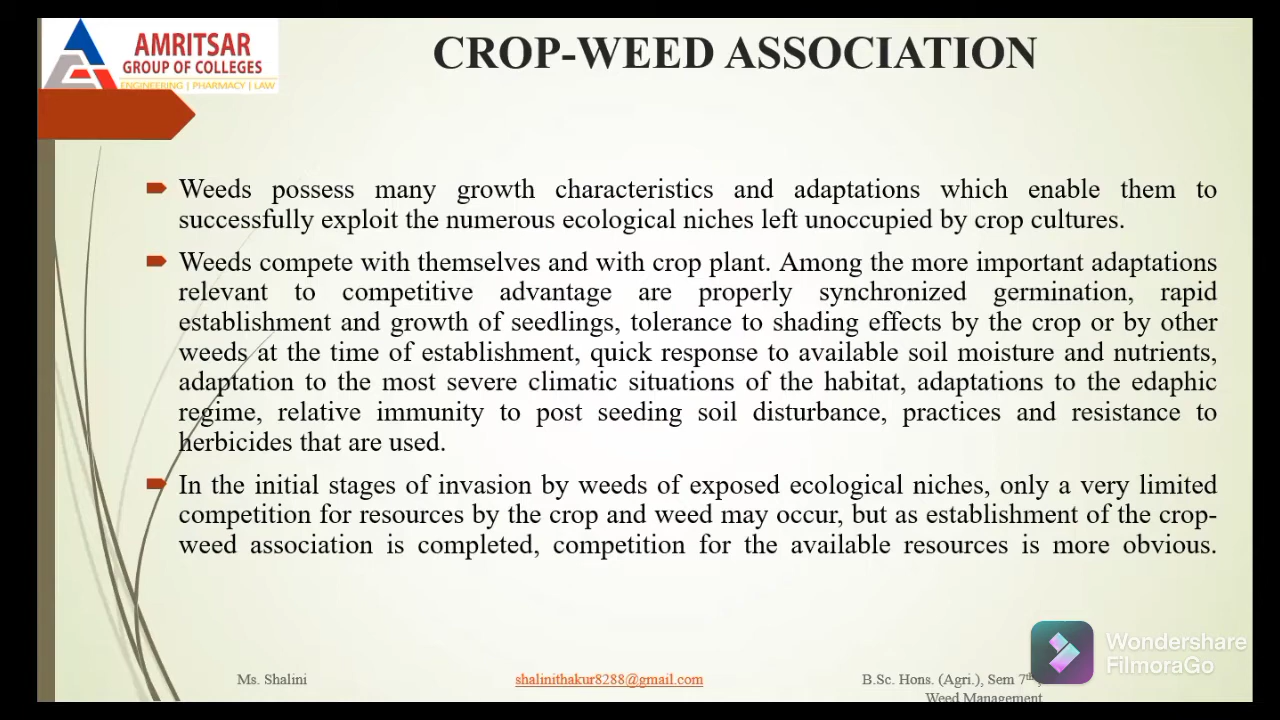 AMRITSAR
GROUP OF COLLEGES
ENGINEERING | PHARMACY | LAW
CROP-WEED ASSOCIATION
Weeds possess many growth characteristics and adaptations which enable them to
successfully exploit the numerous ecological niches left unoccupied by crop cultures.
Weeds compete with themselves and with crop plant. Among the more important adaptations
relevant to competitive advantage are properly synchronized germination, rapid
establishment and growth of seedlings, tolerance to shading effects by the crop or by other
weeds at the time of establishment, quick response to available soil moisture and nutrients,
adaptation to the most severe climatic situations of the habitat, adaptations to the edaphic
regime, relative immunity to post seeding soil disturbance, practices and resistance to
herbicides that are used.
In the initial stages of invasion by weeds of exposed ecological niches, only a very limited
competition for resources by the crop and weed may occur, but as establishment of the crop-
weed association is completed, competition for the available resources is more obvious.
Ms. Shalini
shalinithakur8288@gmail.com
B.Sc. Hons. (Agri.), Sem 7th,
Weed Management
Wondershare
FilmoraGo